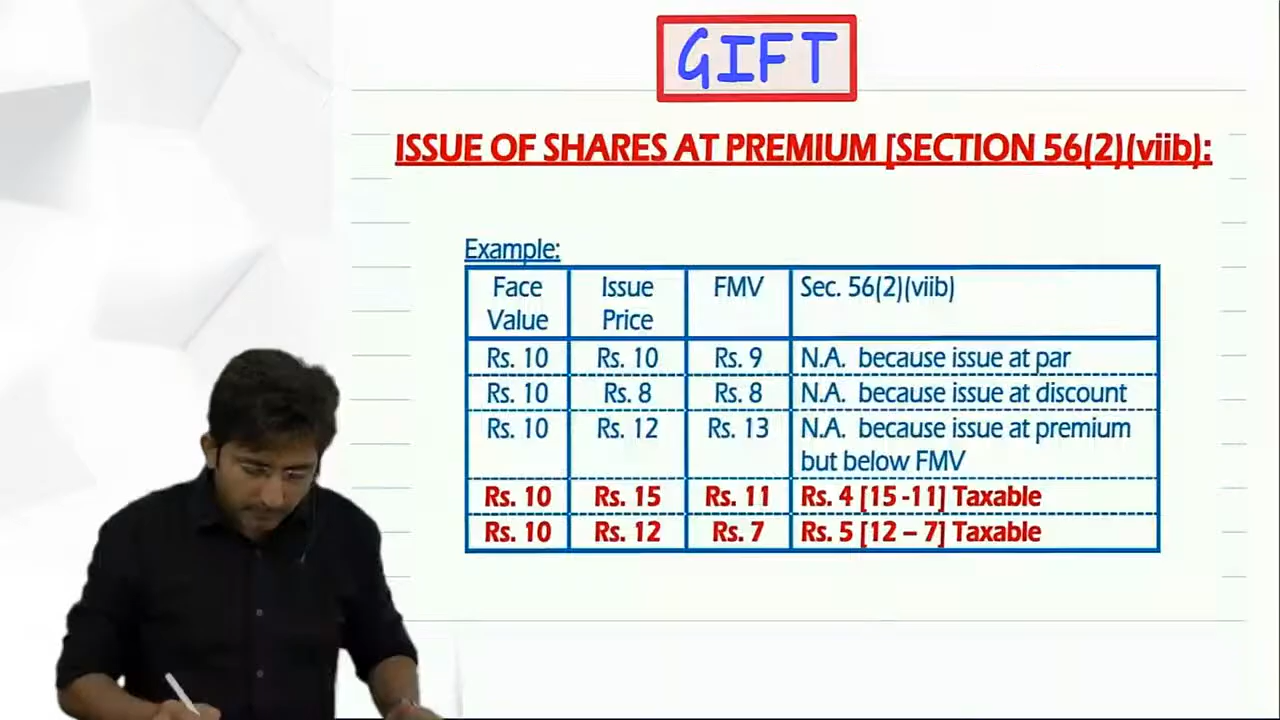 GIFT
ISSUE OF SHARES AT PREMIUM [SECTION 56(2)(viib):
Example:
Face Value | Issue Price | FMV | Sec. 56(2)(viib)
Rs. 10 | Rs. 10 | Rs. 9 | N.A. because issue at par
Rs. 10 | Rs. 8 | Rs. 8 | N.A. because issue at discount
Rs. 10 | Rs. 12 | Rs. 13 | N.A. because issue at premium
but below FMV
Rs. 10 | Rs. 15 | Rs. 11 | Rs. 4 [15 -11] Taxable
Rs. 10 | Rs. 12 | Rs. 7 | Rs. 5 [12 – 7] Taxable